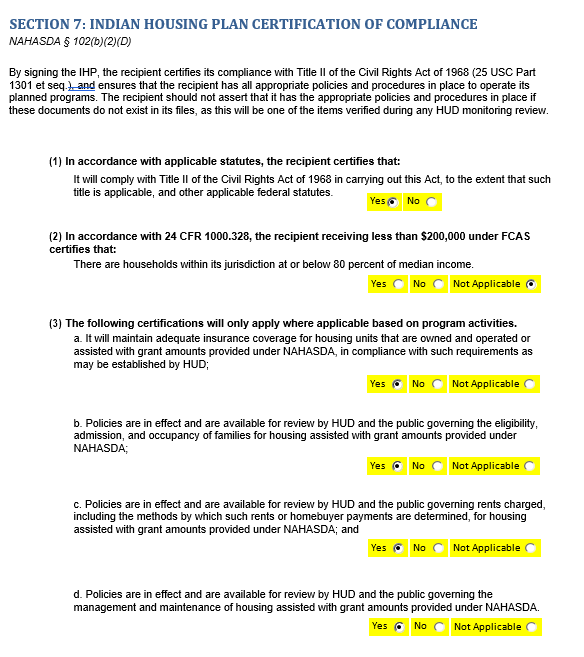 SECTION 7: INDIAN HOUSING PLAN CERTIFICATION OF COMPLIANCE
NAHASDA § 102(b)(2)(D)
By signing the IHP, the recipient certifies its compliance with Title II of the Civil Rights Act of 1968 (25 USC Part
1301 et seq.), and ensures that the recipient has all appropriate policies and procedures in place to operate its
planned programs. The recipient should not assert that it has the appropriate policies and procedures in place if
these documents do not exist in its files, as this will be one of the items verified during any HUD monitoring review.
(1) In accordance with applicable statutes, the recipient certifies that:
It will comply with Title II of the Civil Rights Act of 1968 in carrying out this Act, to the extent that such
title is applicable, and other applicable federal statutes.
Yes No
(2) In accordance with 24 CFR 1000.328, the recipient receiving less than $200,000 under FCAS
certifies that:
There are households within its jurisdiction at or below 80 percent of median income.
Yes No Not Applicable
(3) The following certifications will only apply where applicable based on program activities.
a. It will maintain adequate insurance coverage for housing units that are owned and operated or
assisted with grant amounts provided under NAHASDA, in compliance with such requirements as
may be established by HUD;
Yes No Not Applicable
b. Policies are in effect and are available for review by HUD and the public governing the eligibility,
admission, and occupancy of families for housing assisted with grant amounts provided under
NAHASDA;
Yes No Not Applicable
c. Policies are in effect and are available for review by HUD and the public governing rents charged,
including the methods by which such rents or homebuyer payments are determined, for housing
assisted with grant amounts provided under NAHASDA; and
Yes No Not Applicable
d. Policies are in effect and are available for review by HUD and the public governing the
management and maintenance of housing assisted with grant amounts provided under NAHASDA.
Yes No Not Applicable